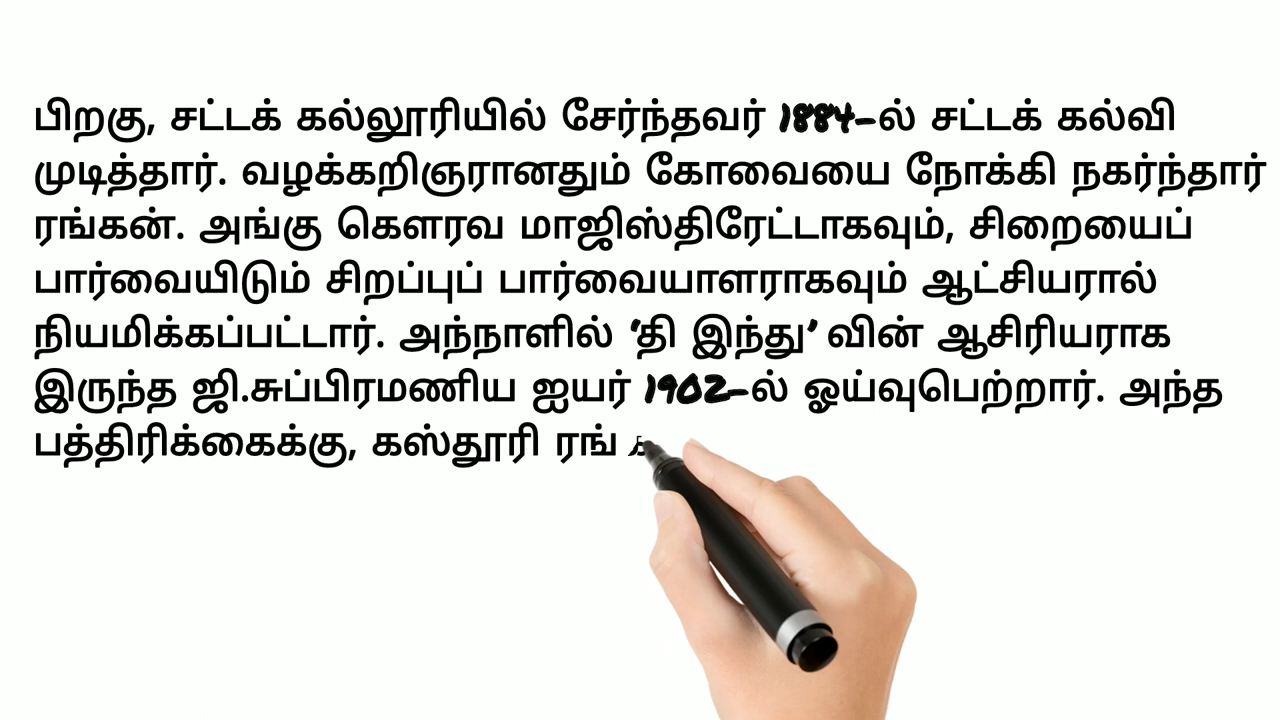 பிறகு, சட்டக் கல்லூரியில் சேர்ந்தவர் 1884-ல் சட்டக் கல்வி
முடித்தார். வழக்கறிஞரானதும் கோவையை நோக்கி நகர்ந்தார்
ரங்கன். அங்கு கௌரவ மாஜிஸ்திரேட்டாகவும், சிறையைப்
பார்வையிடும் சிறப்புப் பார்வையாளராகவும் ஆட்சியரால்
நியமிக்கப்பட்டார். அந்நாளில் 'தி இந்து' வின் ஆசிரியராக
இருந்த ஜி.சுப்பிரமணிய ஐயர் 1902-ல் ஓய்வுபெற்றார். அந்த
பத்திரிக்கைக்கு, கஸ்தூரி ரங்